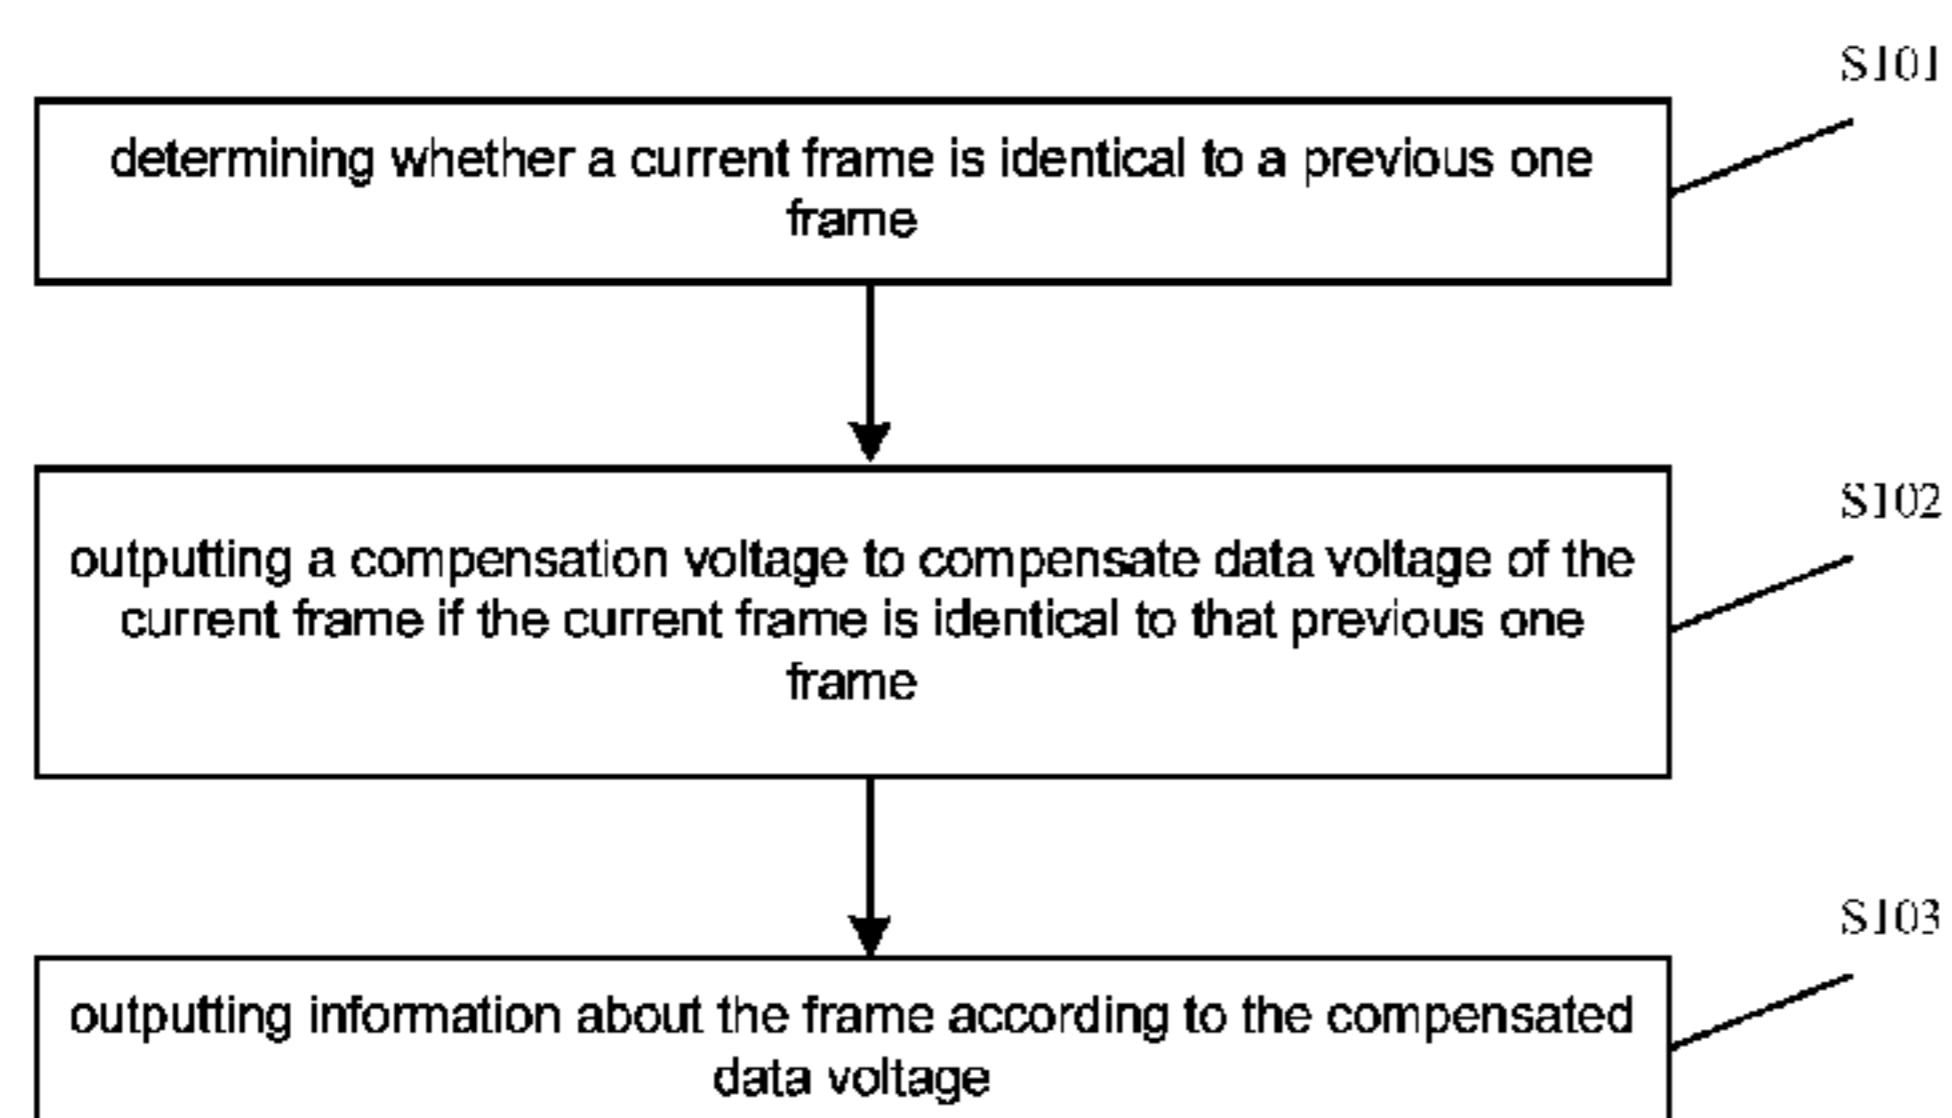 S101
determining whether a current frame is identical to a previous one
frame
S102
outputting a compensation voltage to compensate data voltage of the
current frame if the current frame is identical to that previous one
frame
S103
outputting information about the frame according to the compensated
data voltage